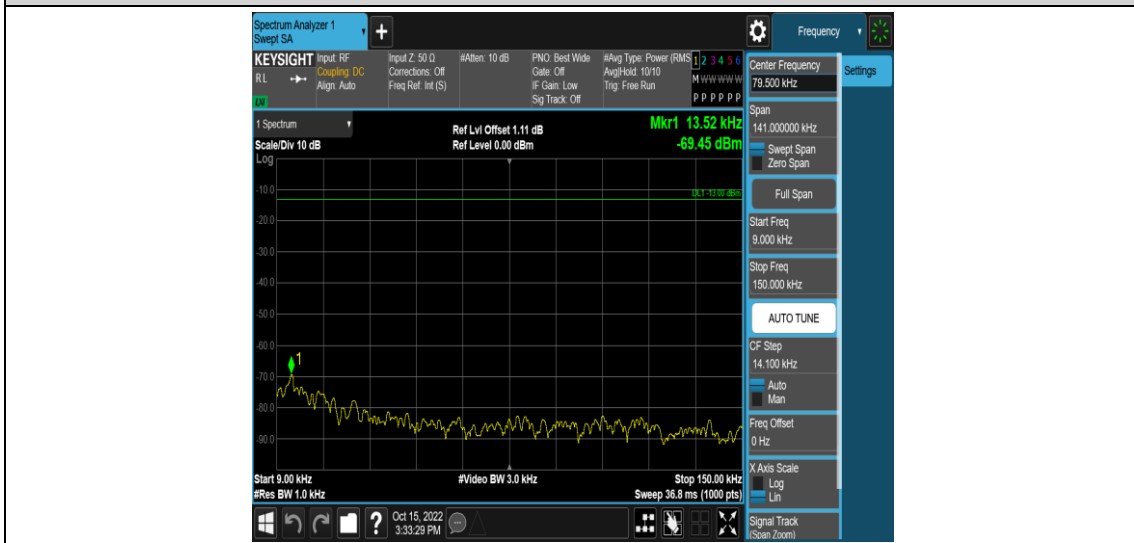 Spectrum Analyzer 1
Swept SA
+
Frequency
KEYSIGHT
RL
LXI
Input: RF
Coupling: DC
Align: Auto
Input Z: 50 Ω
Corrections: Off
Freq Ref: Int (S)
#Atten: 10 dB
PNO: Best Wide
Gate: Off
IF Gain: Low
Sig Track: Off
#Avg Type: Power (RMS
Avg|Hold: 10/10
Trig: Free Run
1 2 3 4 5 6
M W W W W W
P P P P P P
1 Spectrum
Scale/Div 10 dB
Ref Lvl Offset 1.11 dB
Ref Level 0.00 dBm
Mkr1 13.52 kHz
-69.45 dBm
Log
DL1 -13.00 dBm
-10.0
-20.0
-30.0
-40.0
-50.0
-60.0
-70.0
-80.0
-90.0
1
Start 9.00 kHz
#Res BW 1.0 kHz
#Video BW 3.0 kHz
Stop 150.00 kHz
Sweep 36.8 ms (1000 pts)
?
Oct 15, 2022
3:33:29 PM
Center Frequency
79.500 kHz
Span
141.000000 kHz
Swept Span
Zero Span
Full Span
Start Freq
9.000 kHz
Stop Freq
150.000 kHz
AUTO TUNE
CF Step
14.100 kHz
Auto
Man
Freq Offset
0 Hz
X Axis Scale
Log
Lin
Signal Track
(Span Zoom)
Settings